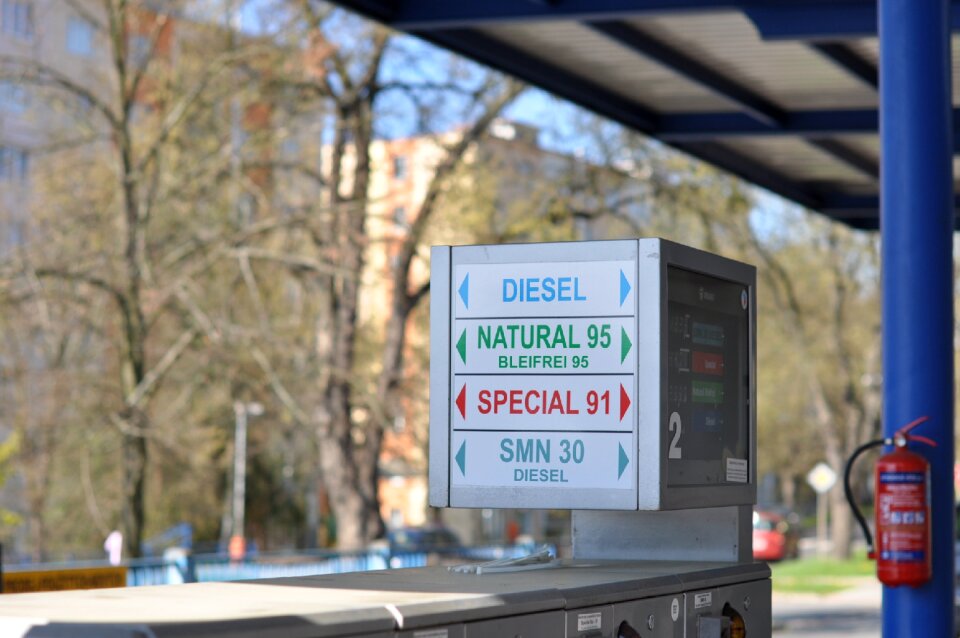 DIESEL
NATURAL 95
BLEIFREI 95
SPECIAL 91
SMN 30
DIESEL
2